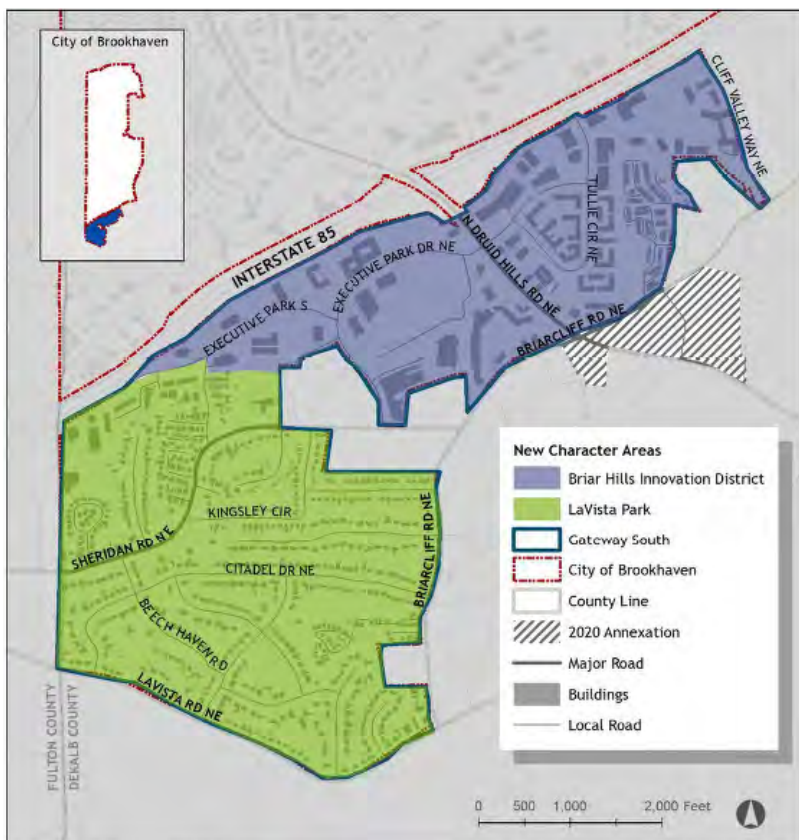 City of Brookhaven
CLIFF VALLEY WAY NE
TULLIE CIR NE
N DRUID HILLS RD NE
INTERSTATE 85
EXECUTIVE PARK DR NE
EXECUTIVE PARK S
BRIARCLIFF RD NE
KINGSLEY CIR
SHERIDAN RD NE
CITADEL DR NE
BRIARCLIFF RD NE
BEECH HAVEN RD
LAVISTA RD NE
FULTON COUNTY
DEKALB COUNTY
New Character Areas
Briar Hills Innovation District
LaVista Park
Gateway South
City of Brookhaven
County Line
2020 Annexation
Major Road
Buildings
Local Road
0 500 1,000 2,000 Feet